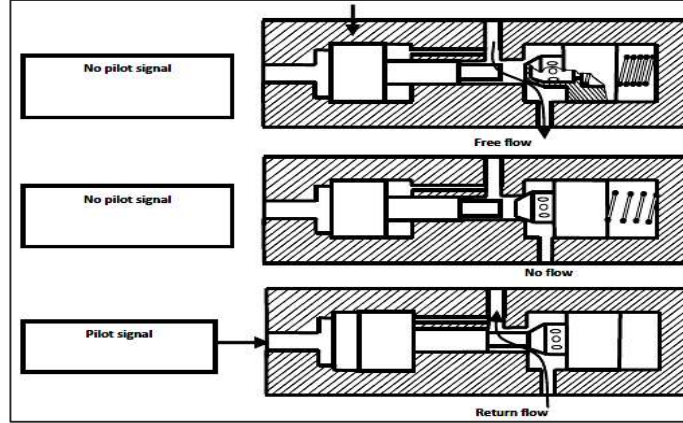 No pilot signal
Free flow
No pilot signal
No flow
Pilot signal
Return flow